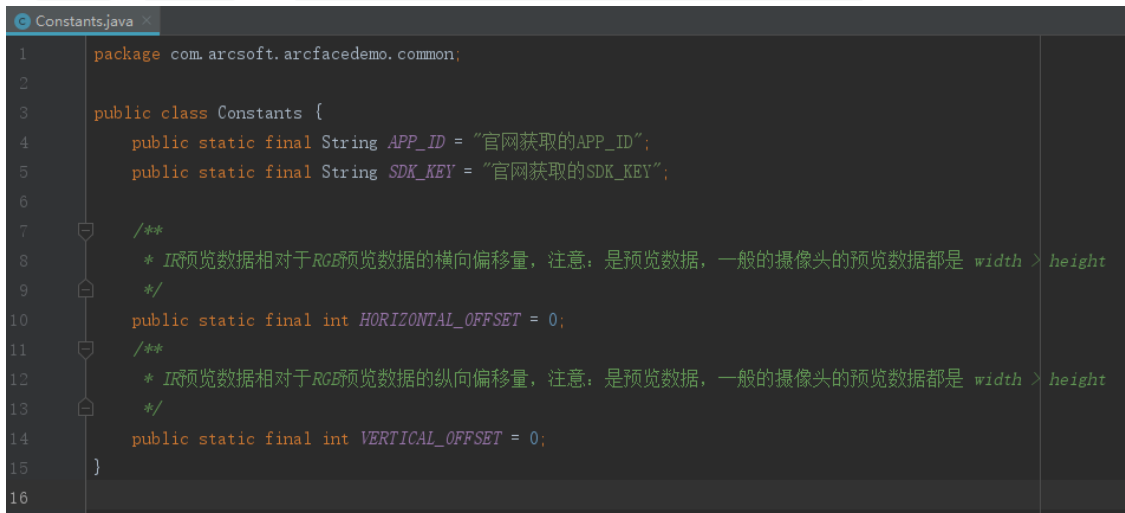 Constants.java
1 package com.arcsoft.arcfacedemo.common;
2
3 public class Constants {
4 public static final String APP_ID = "官网获取的APP_ID";
5 public static final String SDK_KEY = "官网获取的SDK_KEY";
6
7 /**
8 * IR预览数据相对于RGB预览数据的横向偏移量，注意：是预览数据，一般的摄像头的预览数据都是 width > height
9 */
10 public static final int HORIZONTAL_OFFSET = 0;
11 /**
12 * IR预览数据相对于RGB预览数据的纵向偏移量，注意：是预览数据，一般的摄像头的预览数据都是 width > height
13 */
14 public static final int VERTICAL_OFFSET = 0;
15 }
16